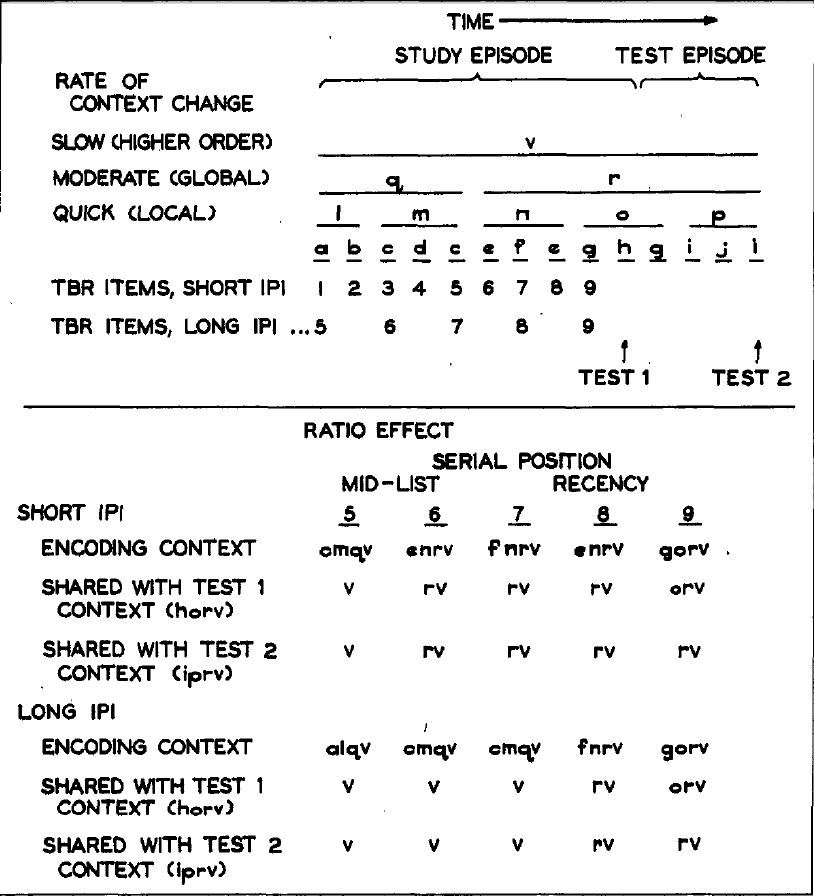 TIME
STUDY EPISODE TEST EPISODE
RATE OF
CONTEXT CHANGE
SLOW (HIGHER ORDER) v
MODERATE (GLOBAL) q r
QUICK (LOCAL) l m n o p
a b c d c e f e g h g i j i
TBR ITEMS, SHORT IPI 1 2 3 4 5 6 7 8 9
TBR ITEMS, LONG IPI ...5 6 7 8 9
TEST 1 TEST 2
RATIO EFFECT
SERIAL POSITION
MID-LIST RECENCY
SHORT IPI 5 6 7 8 9
ENCODING CONTEXT cmqv enrv fnrv enrv gorv
SHARED WITH TEST 1 v rv rv rv orv
CONTEXT (horv)
SHARED WITH TEST 2 v rv rv rv rv
CONTEXT (iprv)
LONG IPI
ENCODING CONTEXT alqv cmqv cmqv fnrv gorv
SHARED WITH TEST 1 v v v rv orv
CONTEXT (horv)
SHARED WITH TEST 2 v v v rv rv
CONTEXT (iprv)